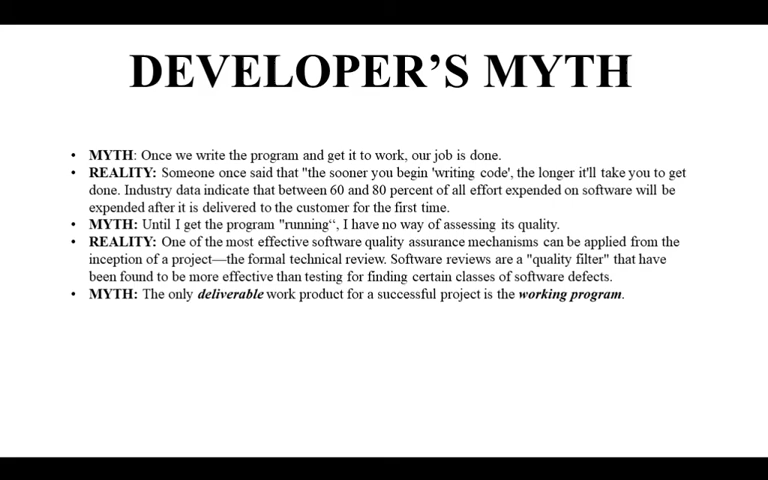 DEVELOPER’S MYTH
• MYTH: Once we write the program and get it to work, our job is done.
• REALITY: Someone once said that "the sooner you begin 'writing code', the longer it'll take you to get
done. Industry data indicate that between 60 and 80 percent of all effort expended on software will be
expended after it is delivered to the customer for the first time.
• MYTH: Until I get the program "running“, I have no way of assessing its quality.
• REALITY: One of the most effective software quality assurance mechanisms can be applied from the
inception of a project—the formal technical review. Software reviews are a "quality filter" that have
been found to be more effective than testing for finding certain classes of software defects.
• MYTH: The only deliverable work product for a successful project is the working program.